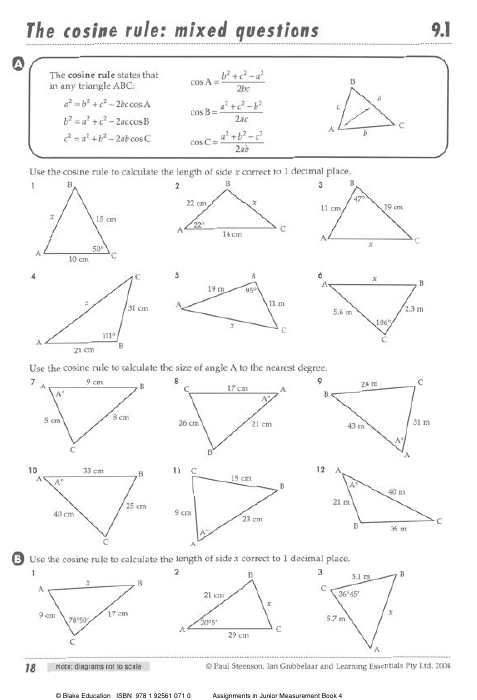 The cosine rule: mixed questions 9.1
A
The cosine rule states that
in any triangle ABC:
a² = b² + c² – 2bc cos A
b² = a² + c² – 2ac cos B
c² = a² + b² – 2ab cos C
cos A = b² + c² – a² / 2bc
cos B = a² + c² – b² / 2ac
cos C = a² + b² – c² / 2ab
B
c a
A b C
Use the cosine rule to calculate the length of side x correct to 1 decimal place.
1 B x 15 cm 50° A 10 cm C
2 B 22 cm x 22° A 14 cm C
3 B 47° 11 cm 19 cm A x C
4 C x 31 cm 111° A 21 cm B
5 B 19 m 95° 11 m A x C
6 A x B 5.6 m 2.3 m 106° C
Use the cosine rule to calculate the size of angle A to the nearest degree.
7 A 9 cm B A° 5 cm 8 cm C
8 C 17 cm A A° 26 cm 21 cm B
9 B C 43 m 31 m A° A
10 33 cm A B A° 40 cm 25 cm C
11 C 19 cm B 9 cm 23 cm A° A
12 A A° 40 m 21 m B 36 m C
B Use the cosine rule to calculate the length of side x correct to 1 decimal place.
1 A x B 9 cm 78°50' 17 cm C
2 B 21 cm x 20°5' A 29 cm C
3 3.1 m B C 36°45' 5.7 m x A
18 Note: diagrams not to scale © Paul Steenson, Ian Grobbelaar and Learning Essentials Pty Ltd, 2004
© Blake Education ISBN 978 1 92561 071 0 Assignments in Junior Measurement Book 4